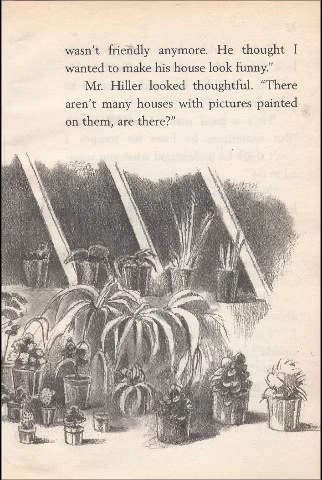 wasn't friendly anymore. He thought I
wanted to make his house look funny."
Mr. Hiller looked thoughtful. "There
aren't many houses with pictures painted
on them, are there?"